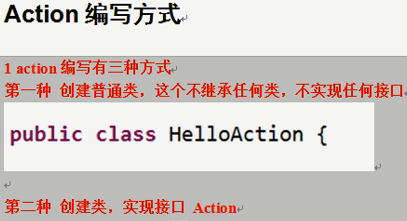 Action 编写方式
1 action 编写有三种方式
第一种 创建普通类，这个不继承任何类，不实现任何接口
public class HelloAction {
第二种 创建类，实现接口 Action